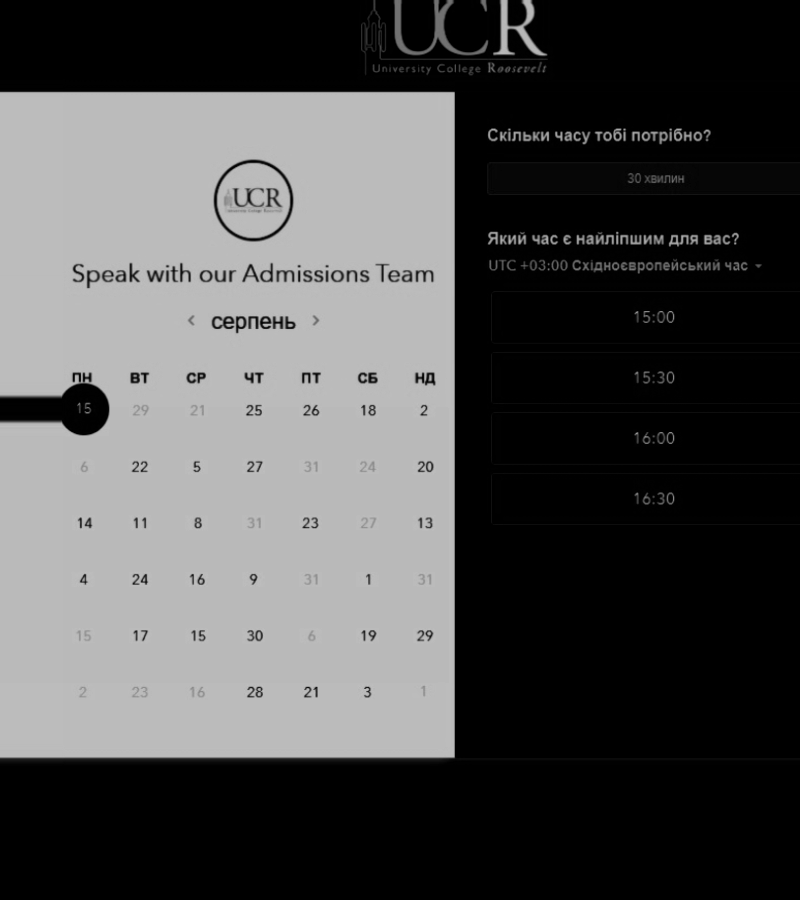 UCR
University College Roosevelt
UCR
Speak with our Admissions Team
серпень
ПН ВТ СР ЧТ ПТ СБ НД
15 29 21 25 26 18 2
6 22 5 27 31 24 20
14 11 8 31 23 27 13
4 24 16 9 31 1 31
15 17 15 30 6 19 29
2 23 16 28 21 3 1
Скільки часу тобі потрібно?
30 хвилин
Який час є найліпшим для вас?
UTC +03:00 Східноєвропейський час
15:00
15:30
16:00
16:30